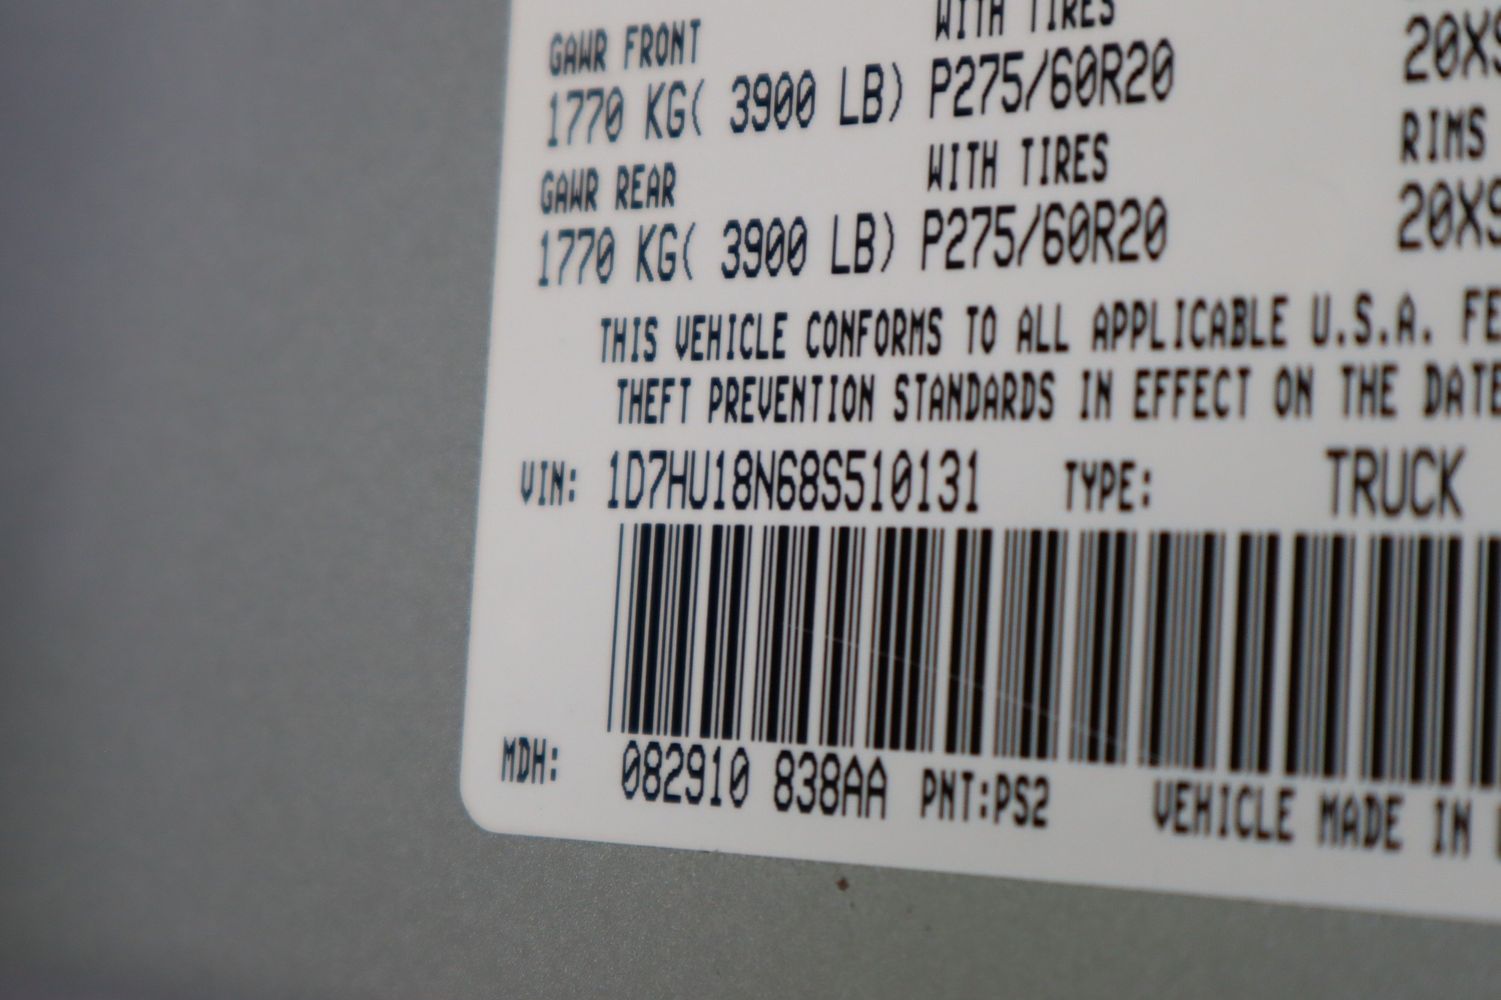 WITH TIRES
GAWR FRONT
1770 KG( 3900 LB) P275/60R20 20X9
GAWR REAR WITH TIRES RIMS
1770 KG( 3900 LB) P275/60R20 20X9
THIS VEHICLE CONFORMS TO ALL APPLICABLE U.S.A. FE
THEFT PREVENTION STANDARDS IN EFFECT ON THE DATE
VIN: 1D7HU18N68S510131 TYPE: TRUCK
MDH: 082910 838AA PNT:PS2 VEHICLE MADE IN